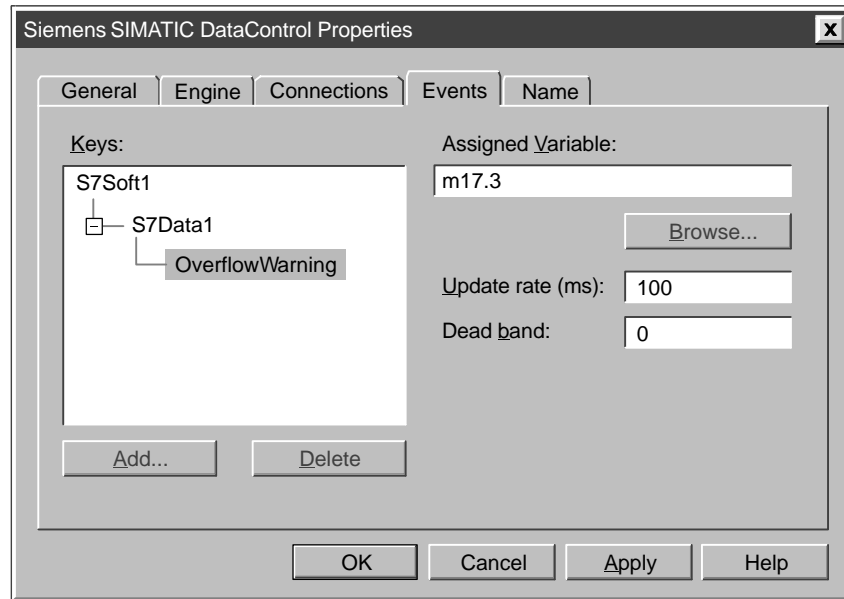 Siemens SIMATIC DataControl Properties
General Engine Connections Events Name
Keys:
S7Soft1
S7Data1
OverflowWarning
Add... Delete
Assigned Variable:
m17.3
Browse...
Update rate (ms): 100
Dead band: 0
OK Cancel Apply Help